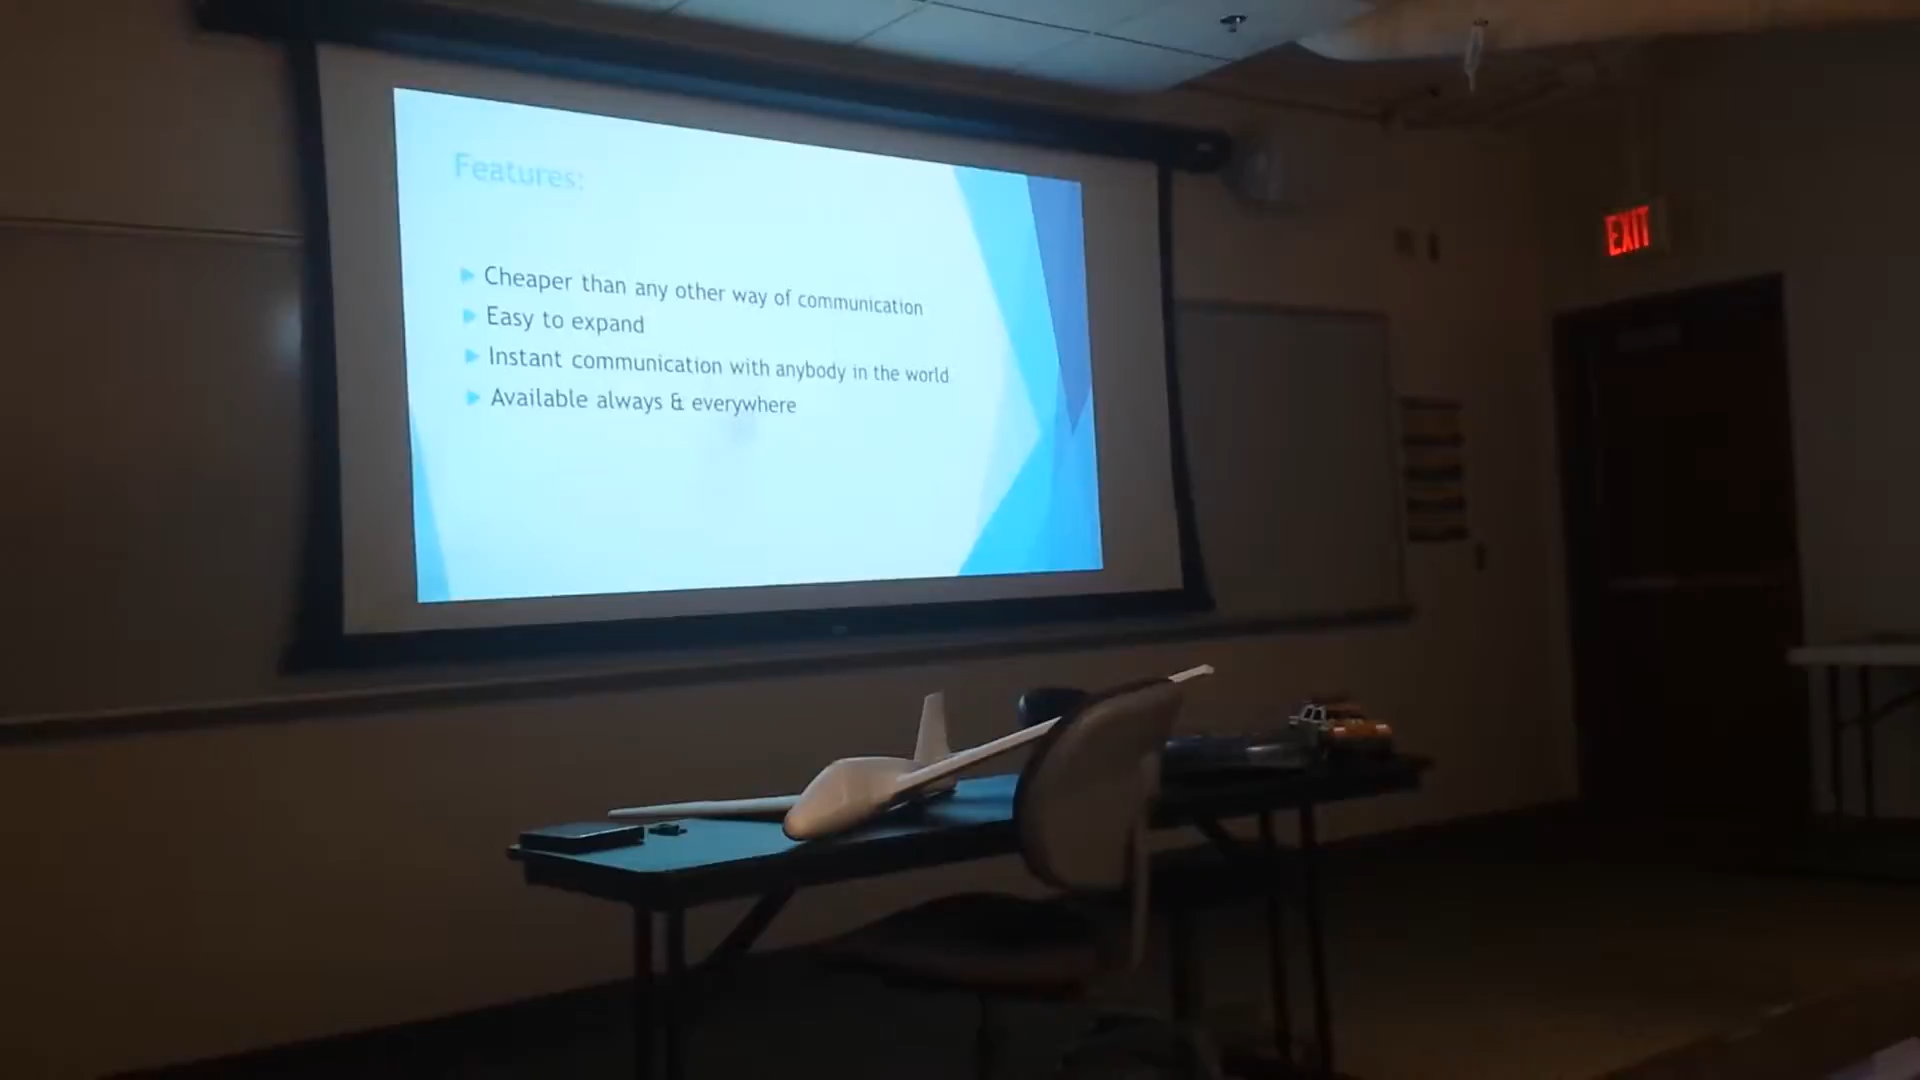 Features:
Cheaper than any other way of communication
Easy to expand
Instant communication with anybody in the world
Available always & everywhere
EXIT